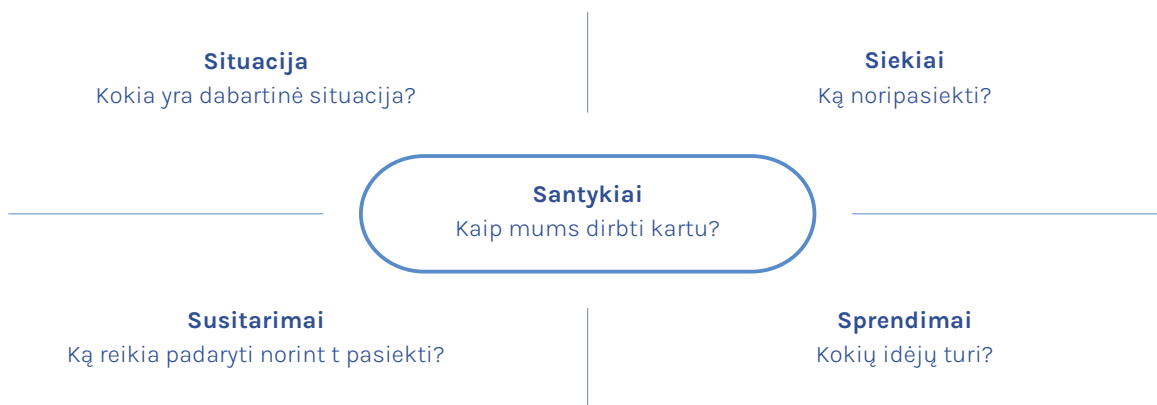 Situacija
Kokia yra dabartinė situacija?
Siekiai
Ką noripasiekti?
Santykiai
Kaip mums dirbti kartu?
Susitarimai
Ką reikia padaryti norint t pasiekti?
Sprendimai
Kokių idėjų turi?